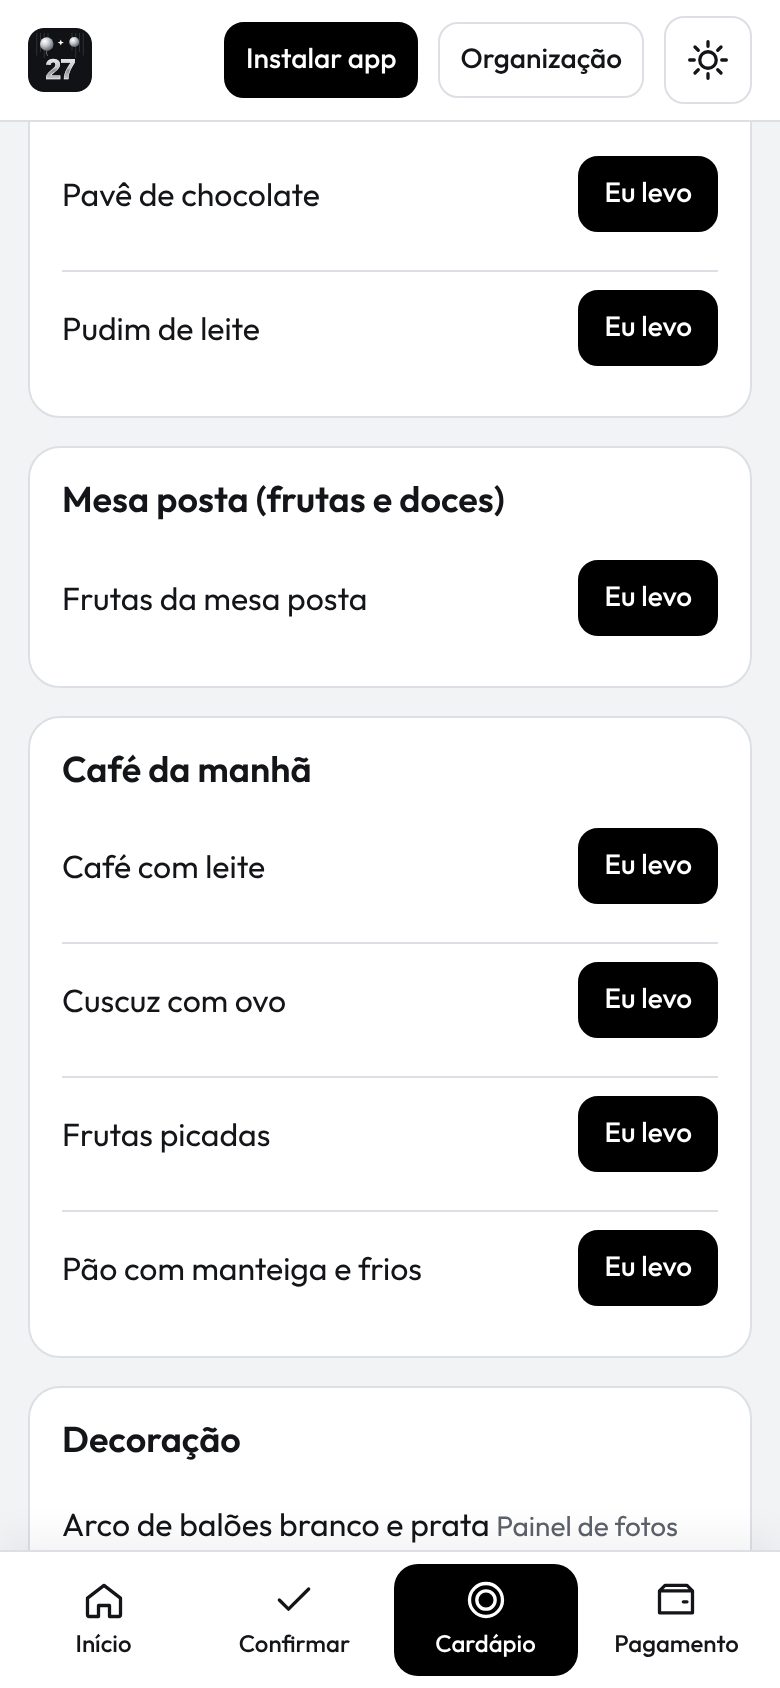 27
Instalar app
Organização
Pavê de chocolate
Eu levo
Pudim de leite
Eu levo
Mesa posta (frutas e doces)
Frutas da mesa posta
Eu levo
Café da manhã
Café com leite
Eu levo
Cuscuz com ovo
Eu levo
Frutas picadas
Eu levo
Pão com manteiga e frios
Eu levo
Decoração
Arco de balões branco e prata Painel de fotos
Início
Confirmar
Cardápio
Pagamento